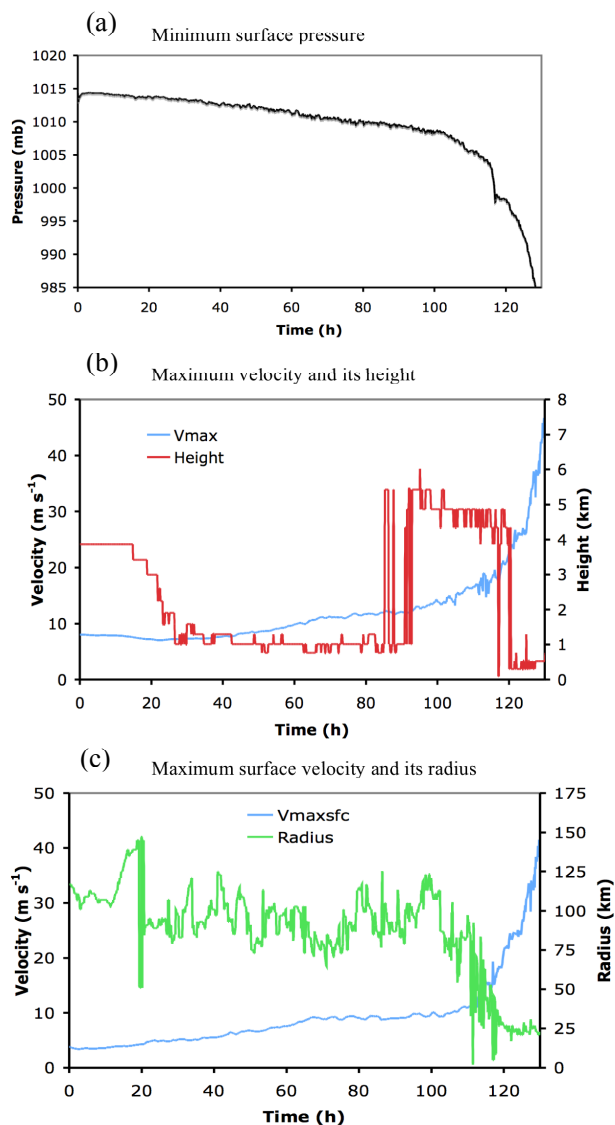 (a)
Minimum surface pressure
1020
1015
1010
1005
1000
995
990
985
Pressure (mb)
0 20 40 60 80 100 120
Time (h)
(b)
Maximum velocity and its height
50
40
30
20
10
0
Velocity (m s⁻¹)
Vmax
Height
8
7
6
5
4
3
2
1
0
Height (km)
0 20 40 60 80 100 120
Time (h)
(c)
Maximum surface velocity and its radius
50
40
30
20
10
0
Velocity (m s⁻¹)
Vmaxsfc
Radius
175
150
125
100
75
50
25
0
Radius (km)
0 20 40 60 80 100 120
Time (h)